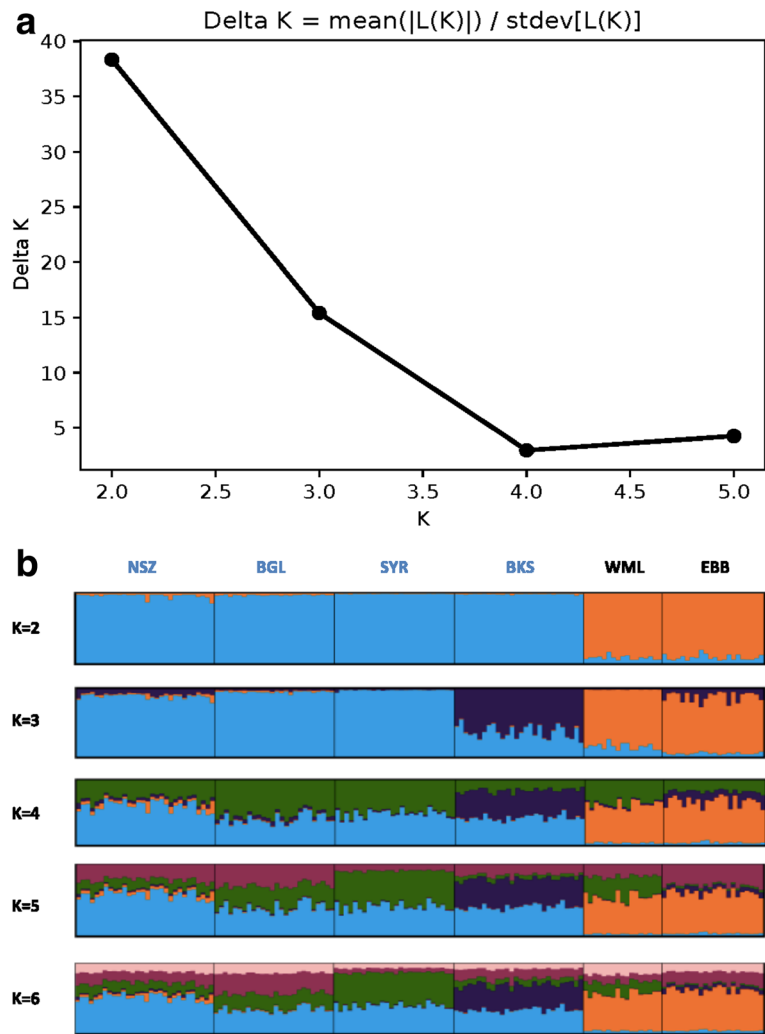 a
Delta K = mean(|L(K)|) / stdev[L(K)]
40
35
30
25
20
15
10
5
Delta K
2.0 2.5 3.0 3.5 4.0 4.5 5.0
K
b
NSZ BGL SYR BKS WML EBB
K=2
K=3
K=4
K=5
K=6